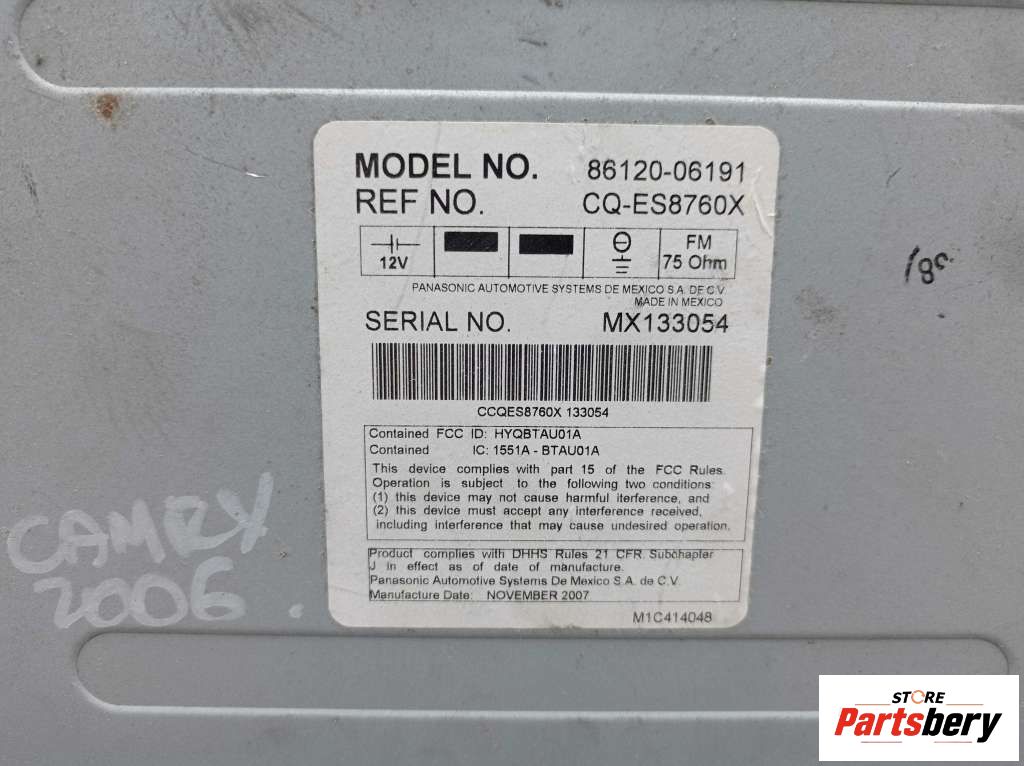 MODEL NO. 86120-06191
REF NO. CQ-ES8760X
12V
FM
75 Ohm
PANASONIC AUTOMOTIVE SYSTEMS DE MEXICO S.A. DE C.V.
MADE IN MEXICO
SERIAL NO. MX133054
CCQES8760X 133054
Contained FCC ID: HYQBTAU01A
Contained IC: 1551A - BTAU01A
This device complies with part 15 of the FCC Rules.
Operation is subject to the following two conditions:
(1) this device may not cause harmful iterference, and
(2) this device must accept any interference received,
including interference that may cause undesired operation.
Product complies with DHHS Rules 21 CFR. Subchapter
J in effect as of date of manufacture.
Panasonic Automotive Systems De Mexico S.A. de C.V.
Manufacture Date: NOVEMBER 2007
M1C414048
CAMRY
2006.
STORE
Partsbery